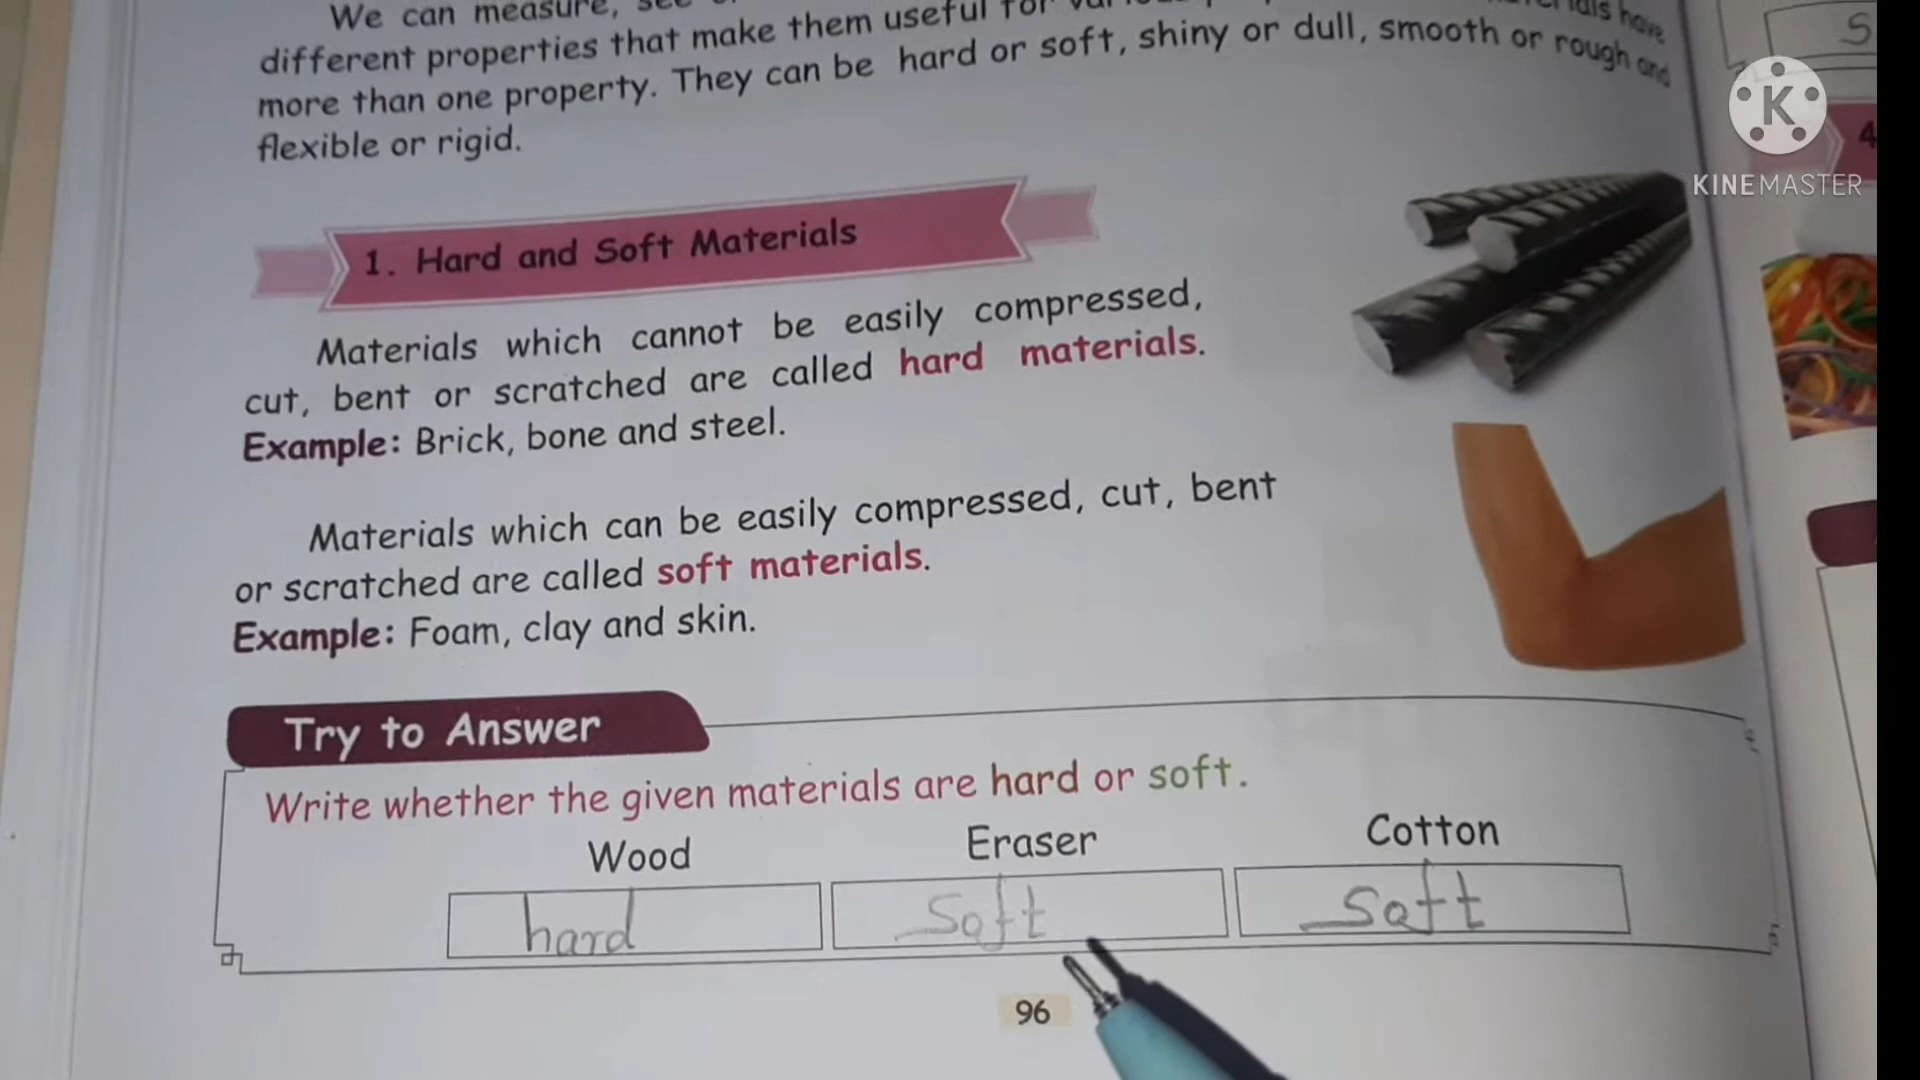 We can measure,
different properties that make them useful for
have
more than one property. They can be hard or soft, shiny or dull, smooth or rough and
flexible or rigid.
S
4
KINEMASTER
1. Hard and Soft Materials
Materials which cannot be easily compressed,
cut, bent or scratched are called hard materials.
Example: Brick, bone and steel.
Materials which can be easily compressed, cut, bent
or scratched are called soft materials.
Example: Foam, clay and skin.
Try to Answer
Write whether the given materials are hard or soft.
Wood Eraser Cotton
hard Soft Soft
96